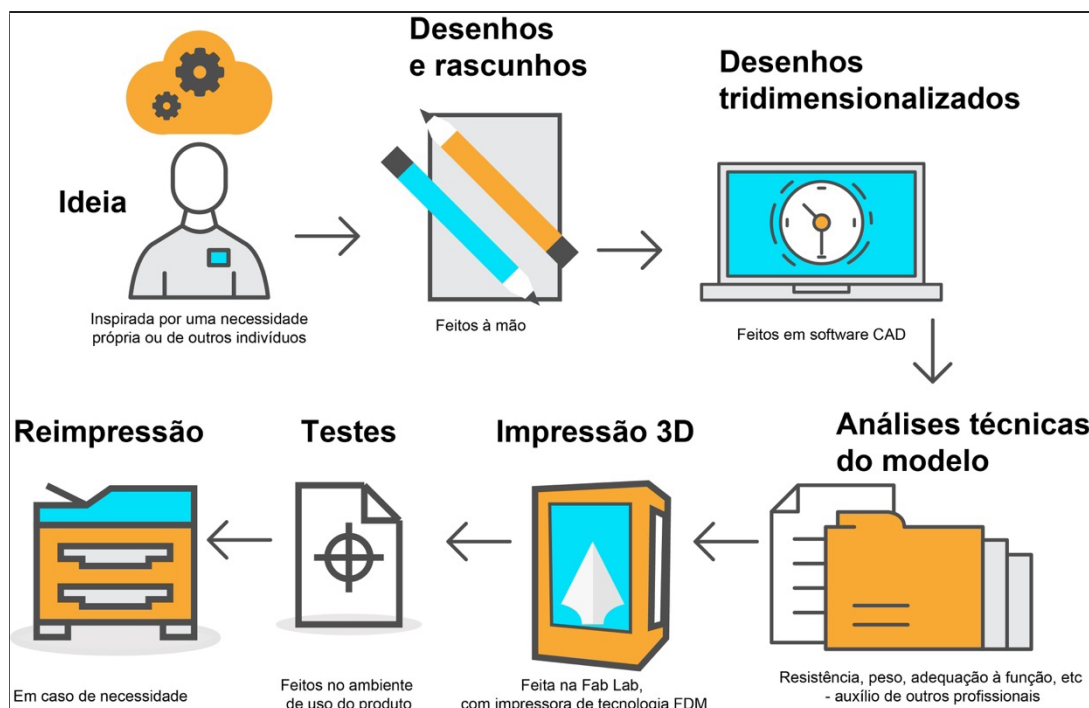 Ideia
Inspirada por uma necessidade
própria ou de outros indivíduos
Desenhos
e rascunhos
Feitos à mão
Desenhos
tridimensionalizados
Feitos em software CAD
Análises técnicas
do modelo
Resistência, peso, adequação à função, etc
- auxílio de outros profissionais
Impressão 3D
Feita na Fab Lab,
com impressora de tecnologia FDM
Testes
Feitos no ambiente
de uso do produto
Reimpressão
Em caso de necessidade